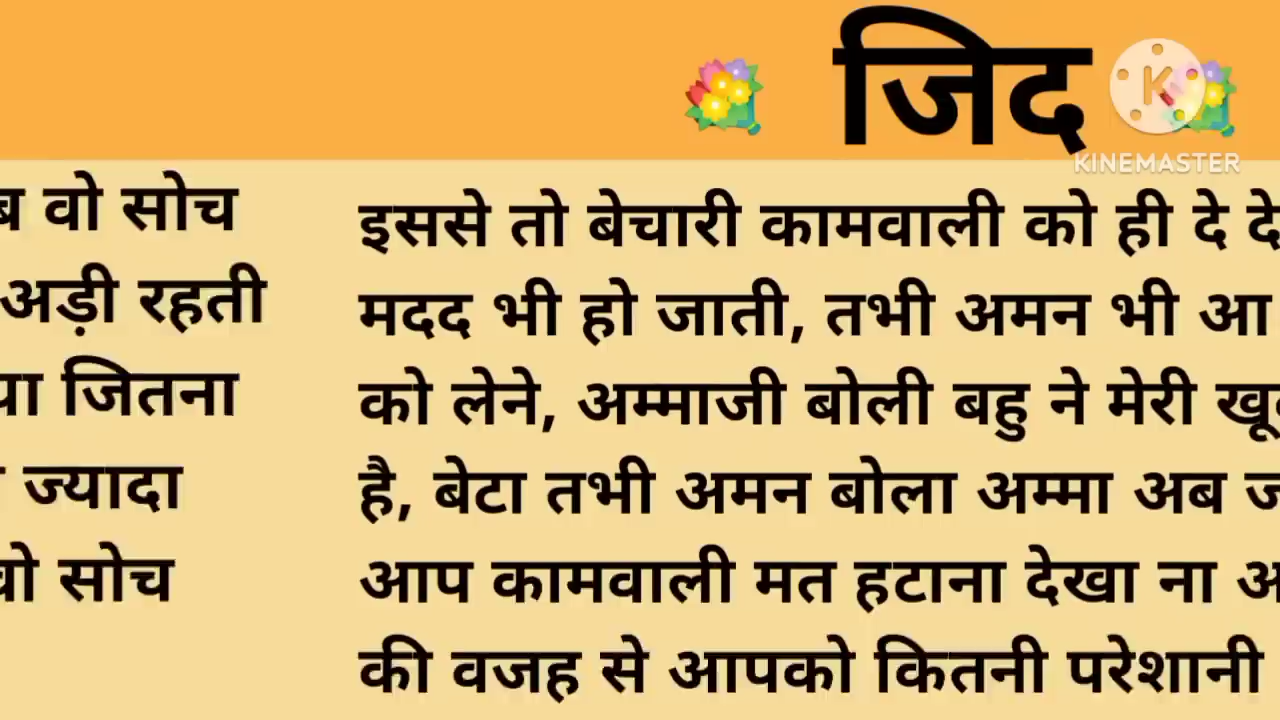 जिद
KINEMASTER
वो सोच
अड़ी रहती
जितना
ज्यादा
वो सोच
इससे तो बेचारी कामवाली को ही दे
मदद भी हो जाती, तभी अमन भी आ
को लेने, अम्माजी बोली बहु ने मेरी
है, बेटा तभी अमन बोला अम्मा अब
आप कामवाली मत हटाना देखा ना
की वजह से आपको कितनी परेशानी